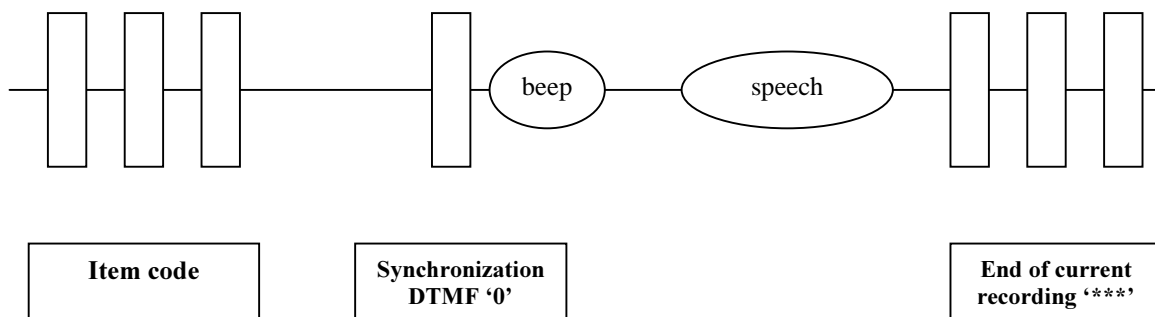 beep
speech
Item code
Synchronization
DTMF ‘0’
End of current
recording ‘***’